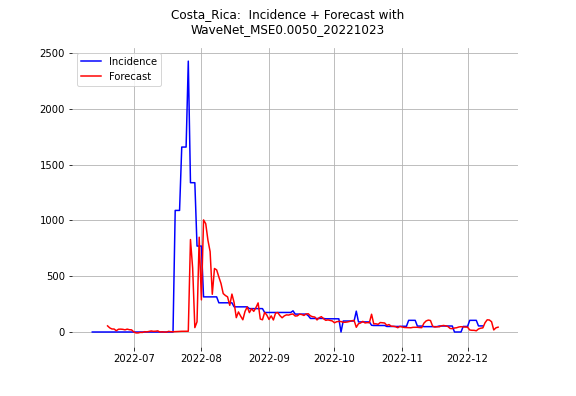 Costa_Rica:  Incidence + Forecast with
WaveNet_MSE0.0050_20221023
Incidence
Forecast
2500
2000
1500
1000
500
0
2022-07 2022-08 2022-09 2022-10 2022-11 2022-12